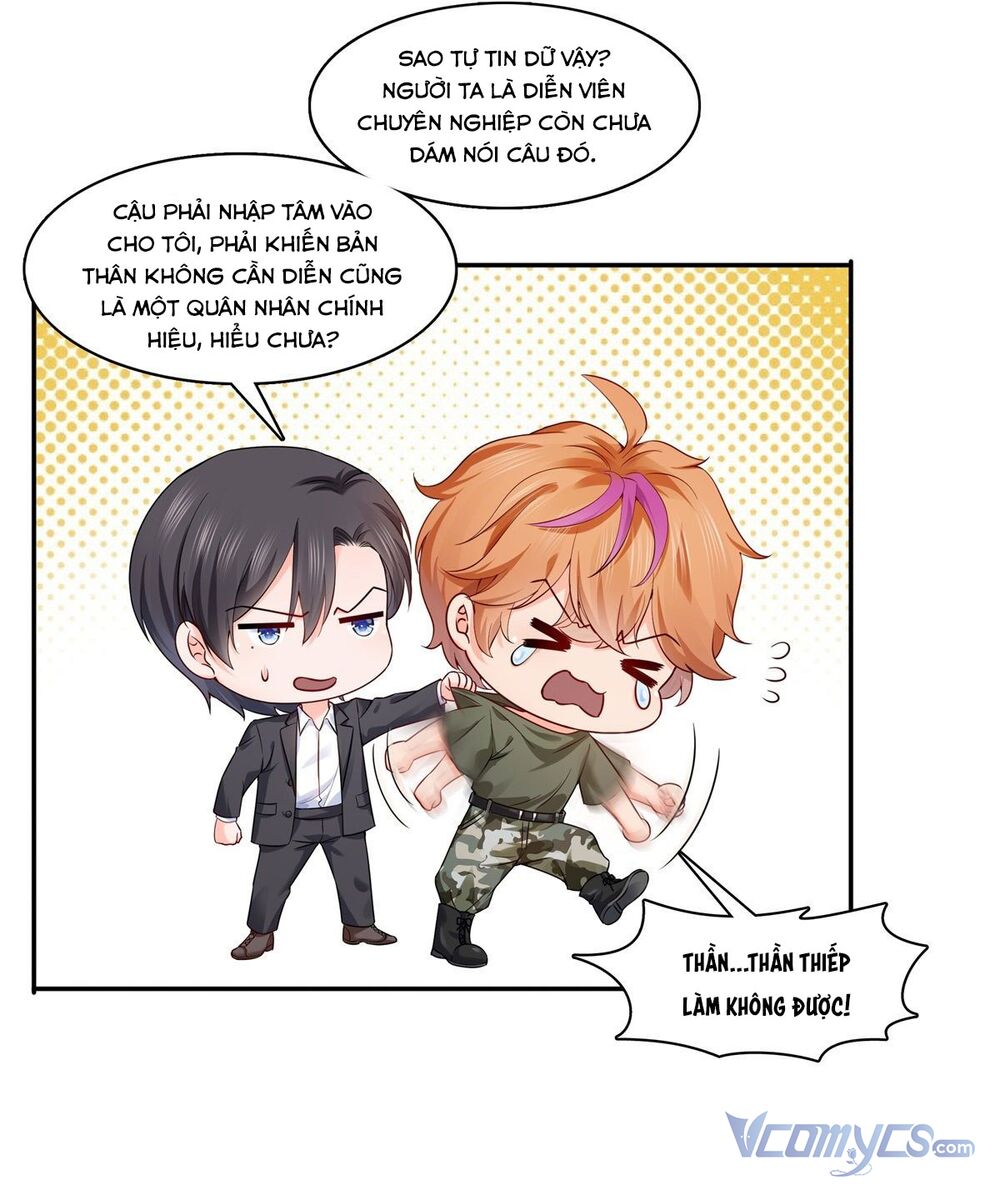 SAO TỰ TIN DỮ VẬY?
NGƯỜI TA LÀ DIỄN VIÊN
CHUYÊN NGHIỆP CÒN CHƯA
DÁM NÓI CÂU ĐÓ.
CẬU PHẢI NHẬP TÂM VÀO
CHO TÔI, PHẢI KHIẾN BẢN
THÂN KHÔNG CẦN DIỄN CŨNG
LÀ MỘT QUÂN NHÂN CHÍNH
HIỆU, HIỂU CHƯA?
THẦN...THẦN THIẾP
LÀM KHÔNG ĐƯỢC!
VCOMYCS.com